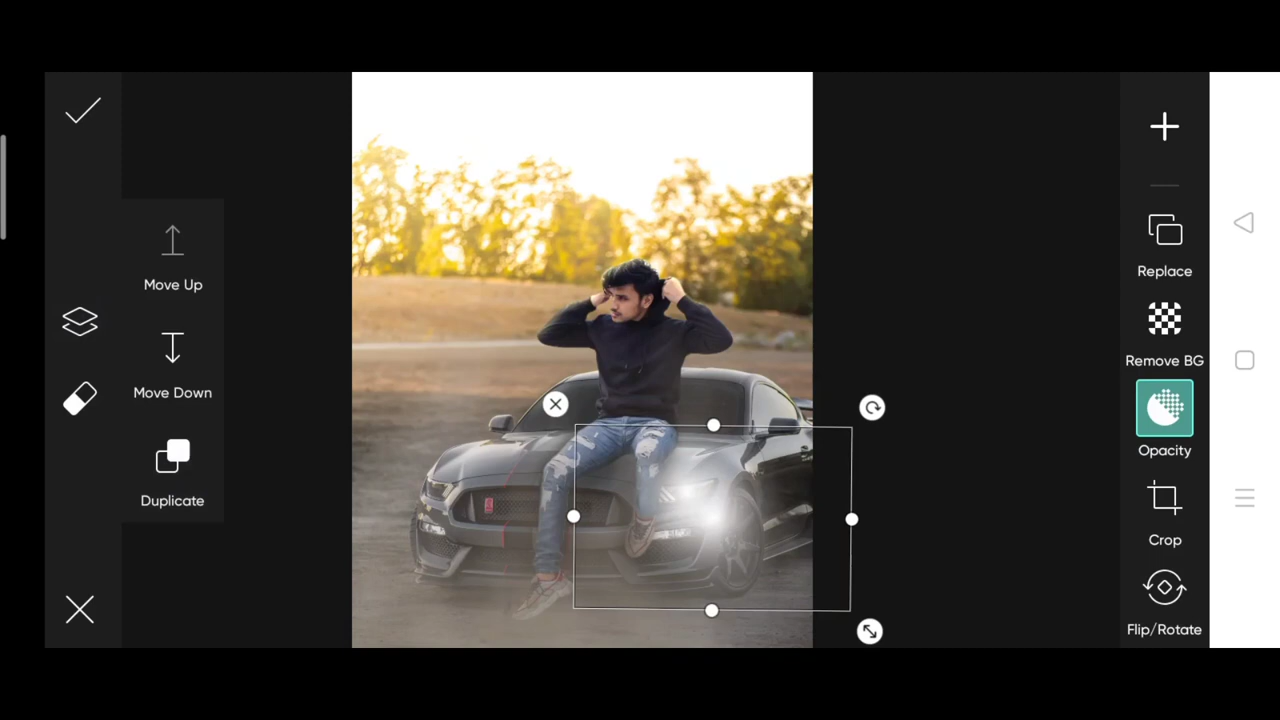 Move Up
Move Down
Duplicate
Replace
Remove BG
Opacity
Crop
Flip/Rotate